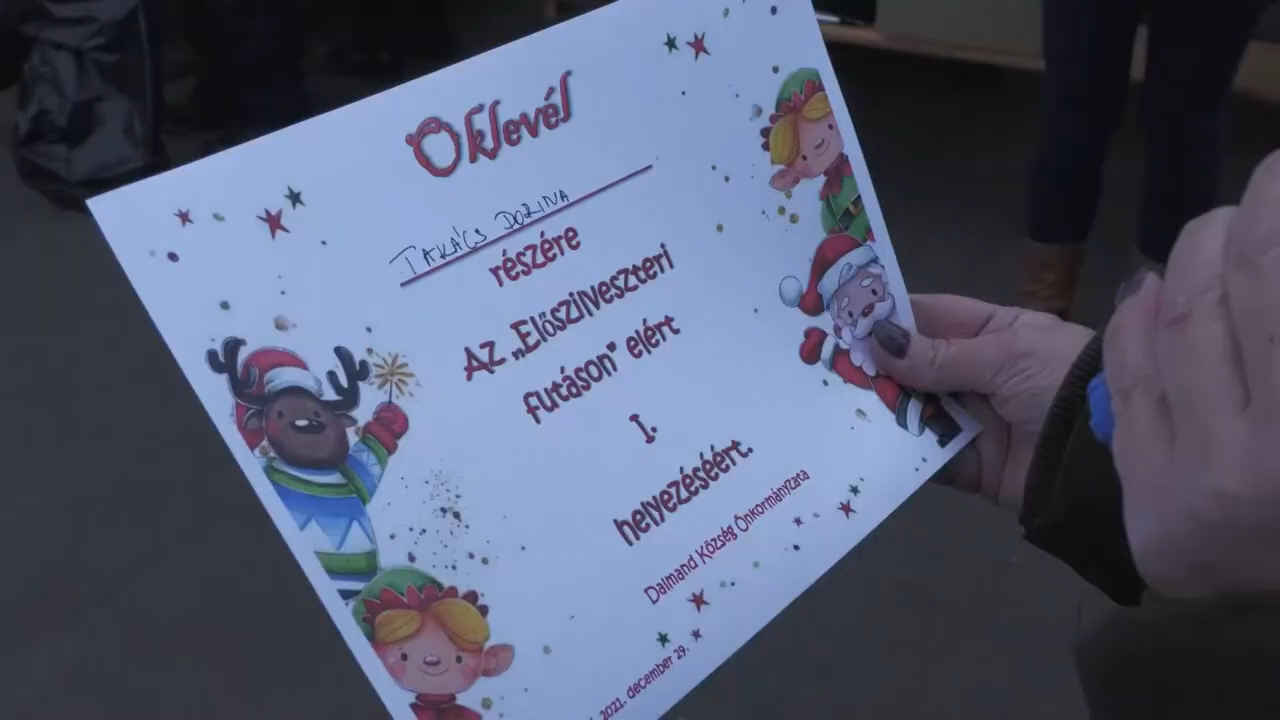 Oklevél
TAKÁCS DORINA
részére
Az „Előszilveszteri
futáson" elért
I.
helyezéséért.
Dalmand Község Önkormányzata
2021. december 29.